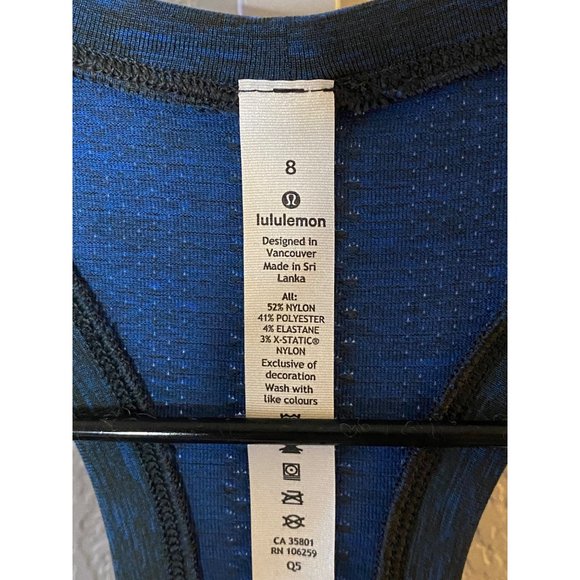 8
lululemon
Designed in
Vancouver
Made in Sri
Lanka
All:
52% NYLON
41% POLYESTER
4% ELASTANE
3% X-STATIC®
NYLON
Exclusive of
decoration
Wash with
like colours
CA 35801
RN 106259
Q5